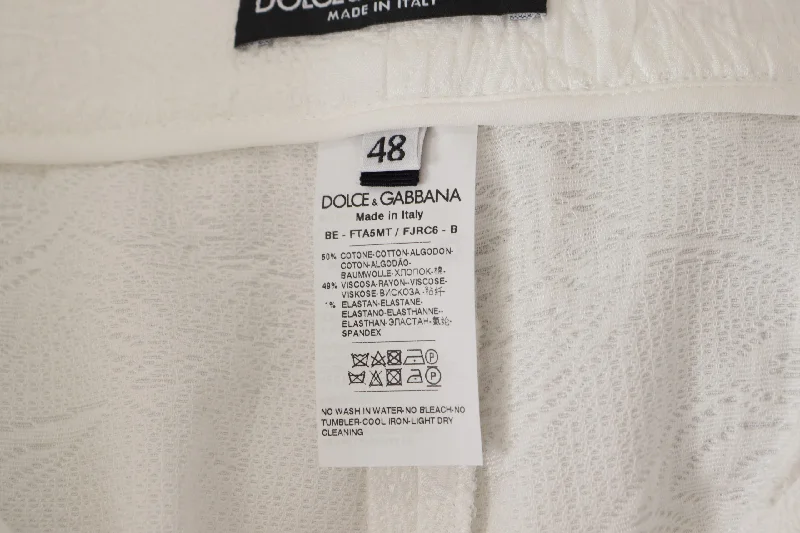 DOLCE & GABBANA
MADE IN ITALY
48
DOLCE & GABBANA
Made in Italy
BE - FTA5MT / FJRC6 - B
50% COTONE-COTTON-ALGODON-
COTON-ALGODÃO-
BAUMWOLLE-ХЛОПОК-棉-
49% VISCOSA-RAYON-VISCOSE-
VISKOSE-ВИСКОЗА-粘纤-
1% ELASTAN-ELASTANE-
ELASTANO-ELASTHANNE-
ELASTHAN-ЭЛАСТАН-氨纶-
SPANDEX
P
P
NO WASH IN WATER-NO BLEACH-NO
TUMBLER-COOL IRON-LIGHT DRY
CLEANING